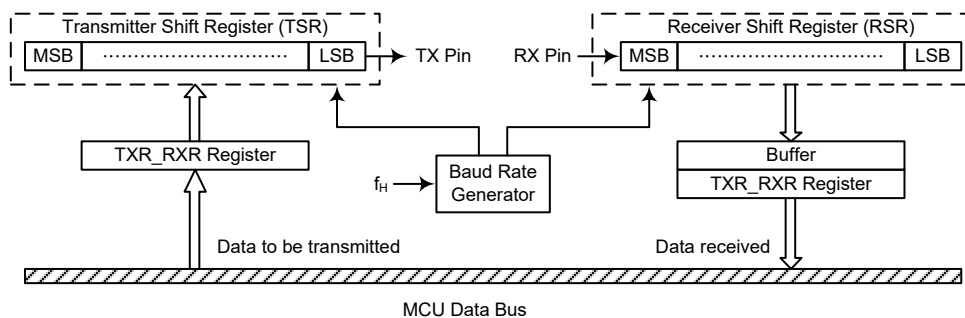 Transmitter Shift Register (TSR)
MSB ........................... LSB
TX Pin
RX Pin
Receiver Shift Register (RSR)
MSB ........................... LSB
TXR_RXR Register
fH
Baud Rate
Generator
Buffer
TXR_RXR Register
Data to be transmitted
Data received
MCU Data Bus